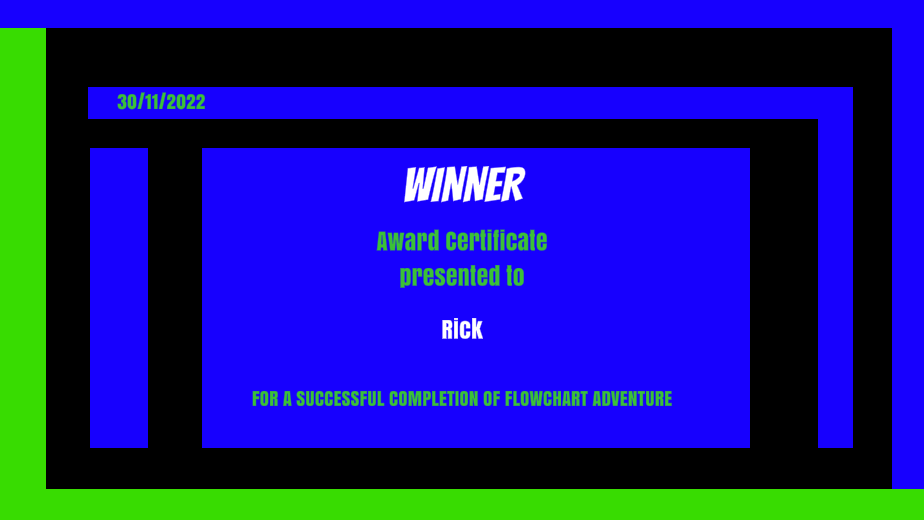 30/11/2022
WINNER
Award Certificate
presented to
Rick
FOR A SUCCESSFUL COMPLETION OF FLOWCHART ADVENTURE